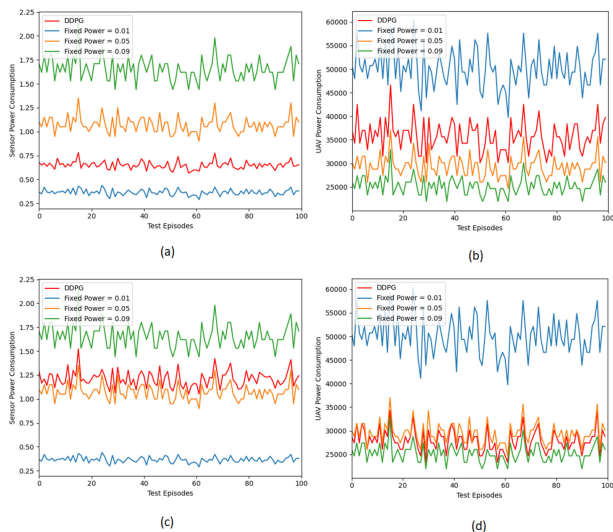 DDPG
Fixed Power = 0.01
Fixed Power = 0.05
Fixed Power = 0.09
Sensor Power Consumption
2.25
2.00
1.75
1.50
1.25
1.00
0.75
0.50
0.25
0
20
40
60
80
100
Test Episodes
(a)
DDPG
Fixed Power = 0.01
Fixed Power = 0.05
Fixed Power = 0.09
UAV Power Consumption
60000
55000
50000
45000
40000
35000
30000
25000
0
20
40
60
80
100
Test Episodes
(b)
DDPG
Fixed Power = 0.01
Fixed Power = 0.05
Fixed Power = 0.09
Sensor Power Consumption
2.25
2.00
1.75
1.50
1.25
1.00
0.75
0.50
0.25
0
20
40
60
80
100
Test Episodes
(c)
DDPG
Fixed Power = 0.01
Fixed Power = 0.05
Fixed Power = 0.09
UAV Power Consumption
60000
55000
50000
45000
40000
35000
30000
25000
0
20
40
60
80
100
Test Episodes
(d)